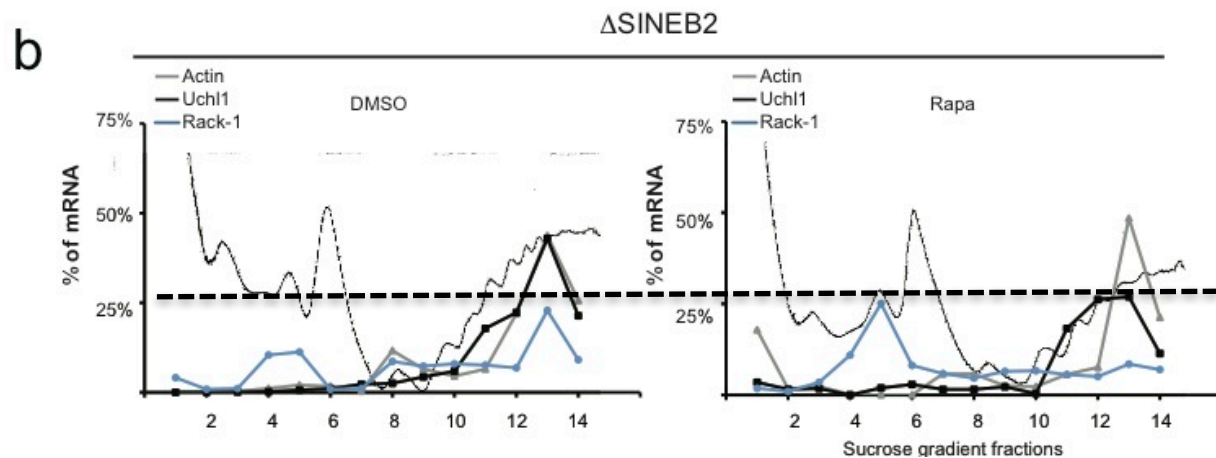 b
ΔSINEB2
Actin
Uchl1
Rack-1
DMSO
75%
50%
25%
% of mRNA
2 4 6 8 10 12 14
Actin
Uchl1
Rack-1
Rapa
75%
50%
25%
% of mRNA
2 4 6 8 10 12 14
Sucrose gradient fractions